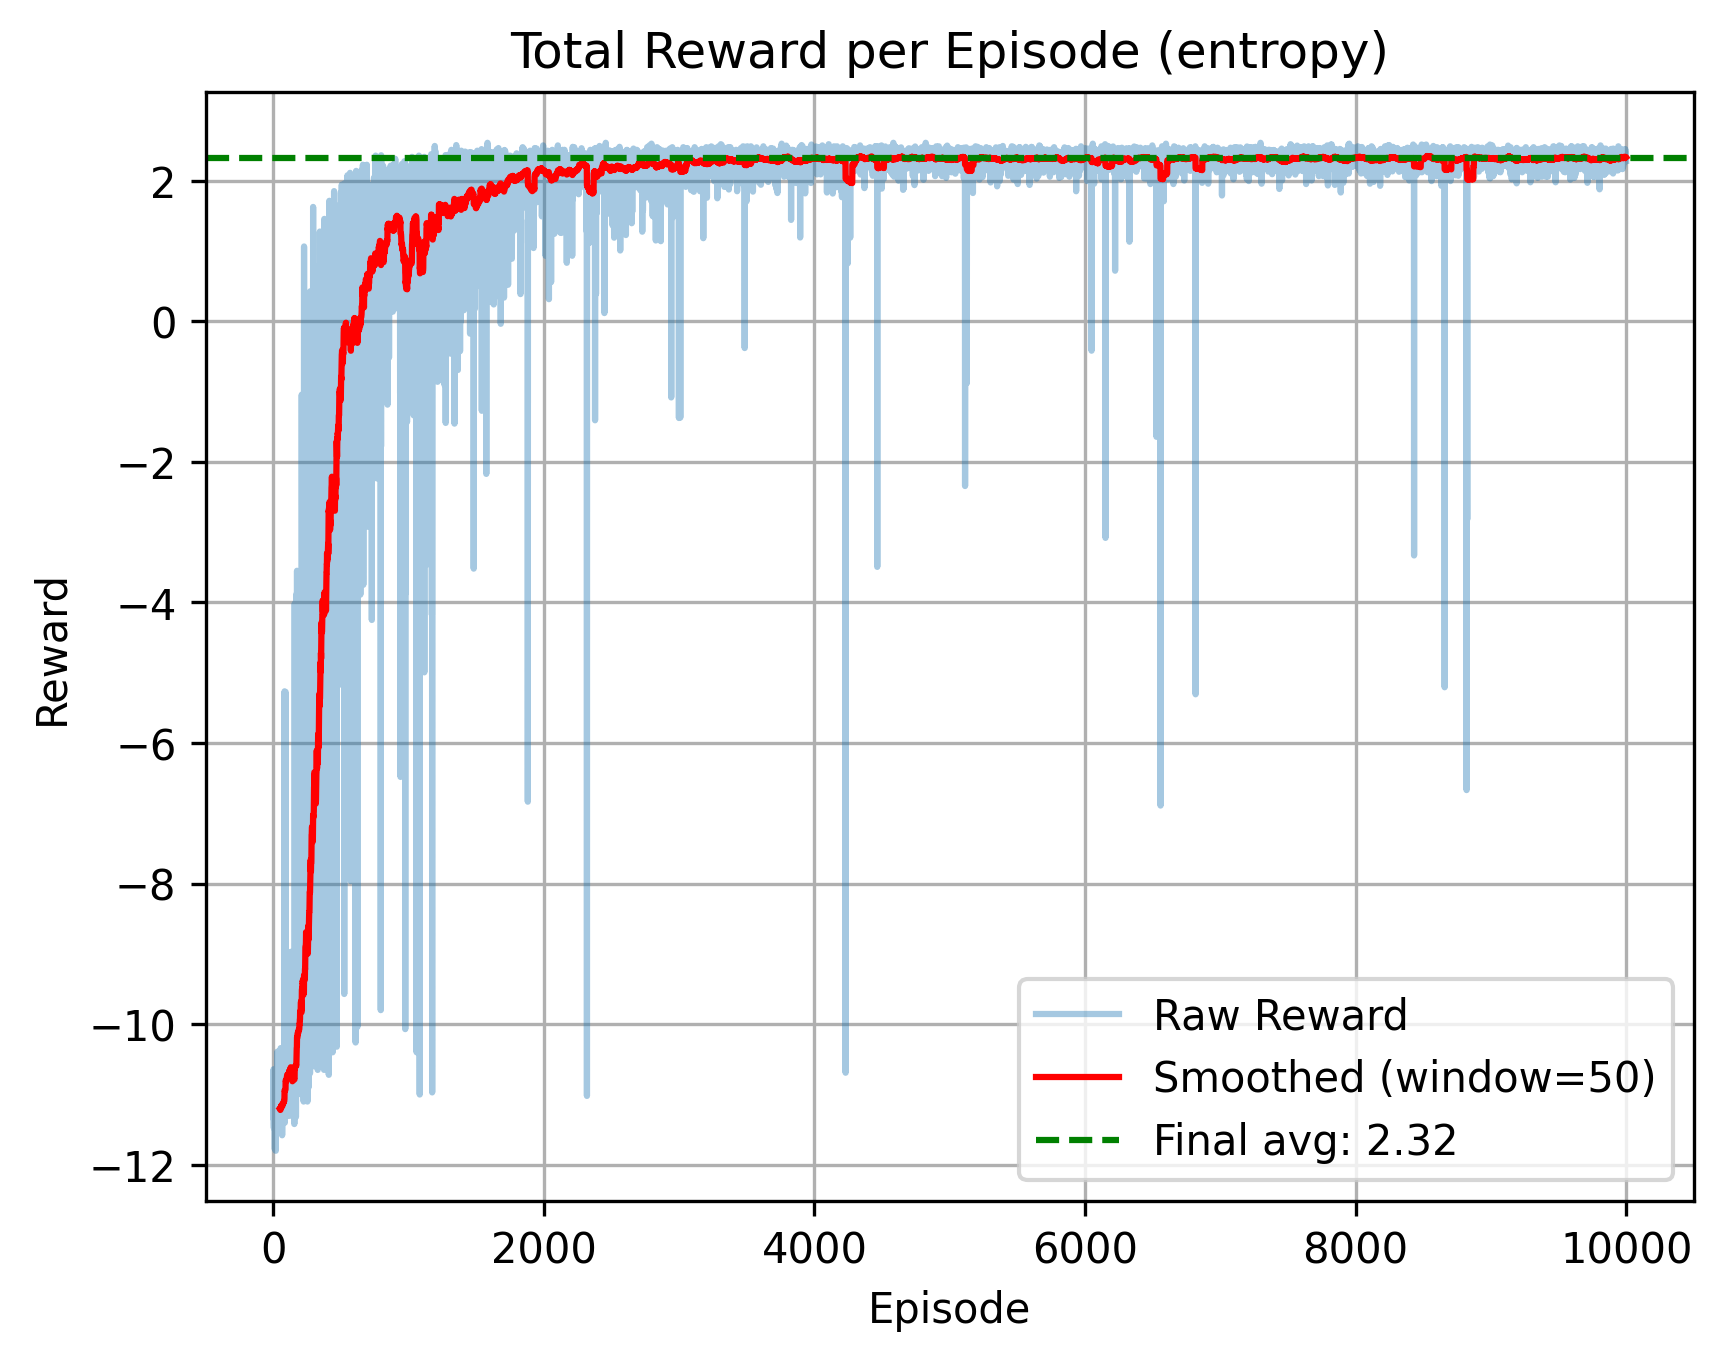 Total Reward per Episode (entropy)
2
0
−2
−4
−6
−8
−10
−12
Reward
Raw Reward
Smoothed (window=50)
Final avg: 2.32
0 2000 4000 6000 8000 10000
Episode